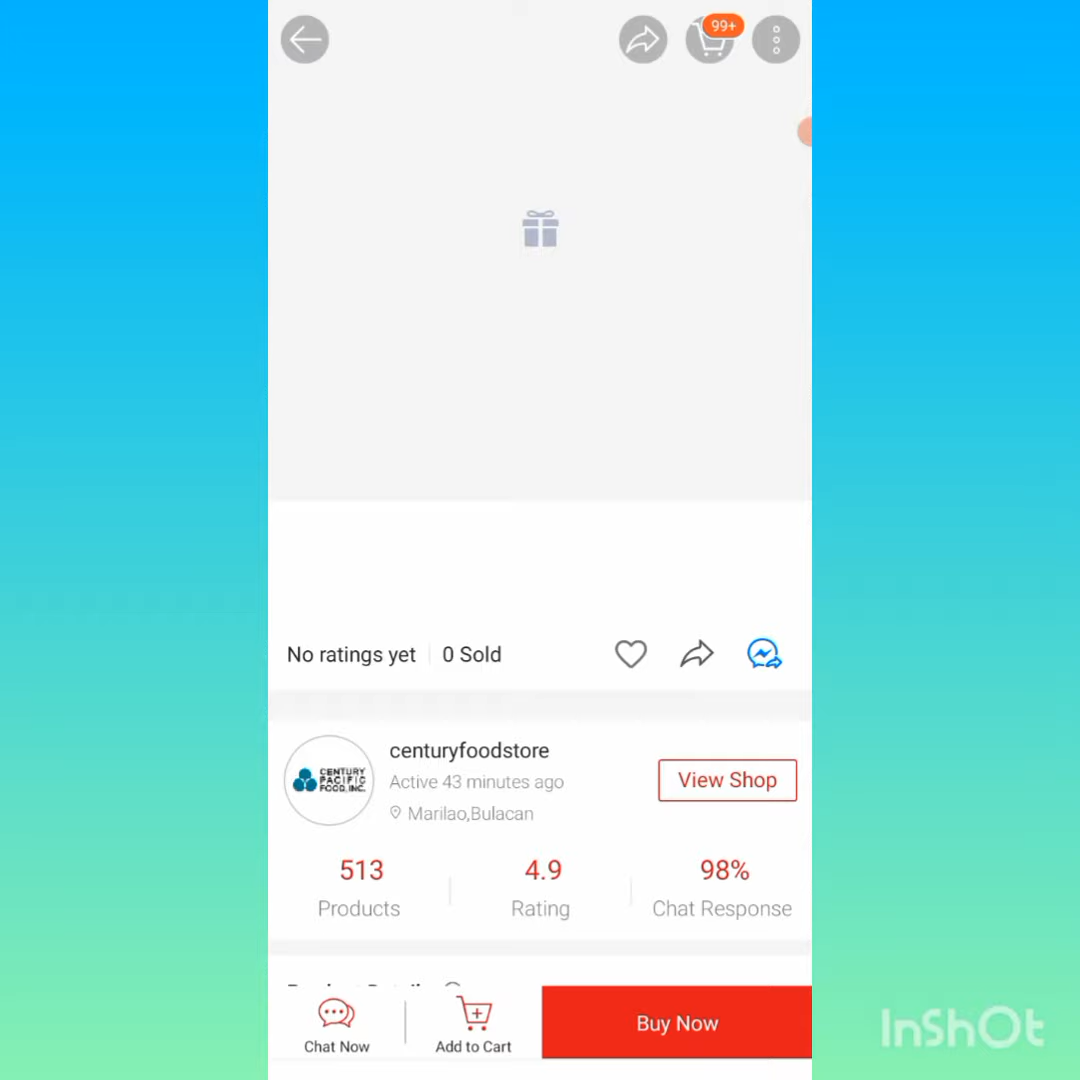 99+
No ratings yet
0 Sold
centuryfoodstore
CENTURY
PACIFIC
FOOD, INC.
Active 43 minutes ago
View Shop
Marilao,Bulacan
513
4.9
98%
Products
Rating
Chat Response
Buy Now
Chat Now
Add to Cart
InShOt